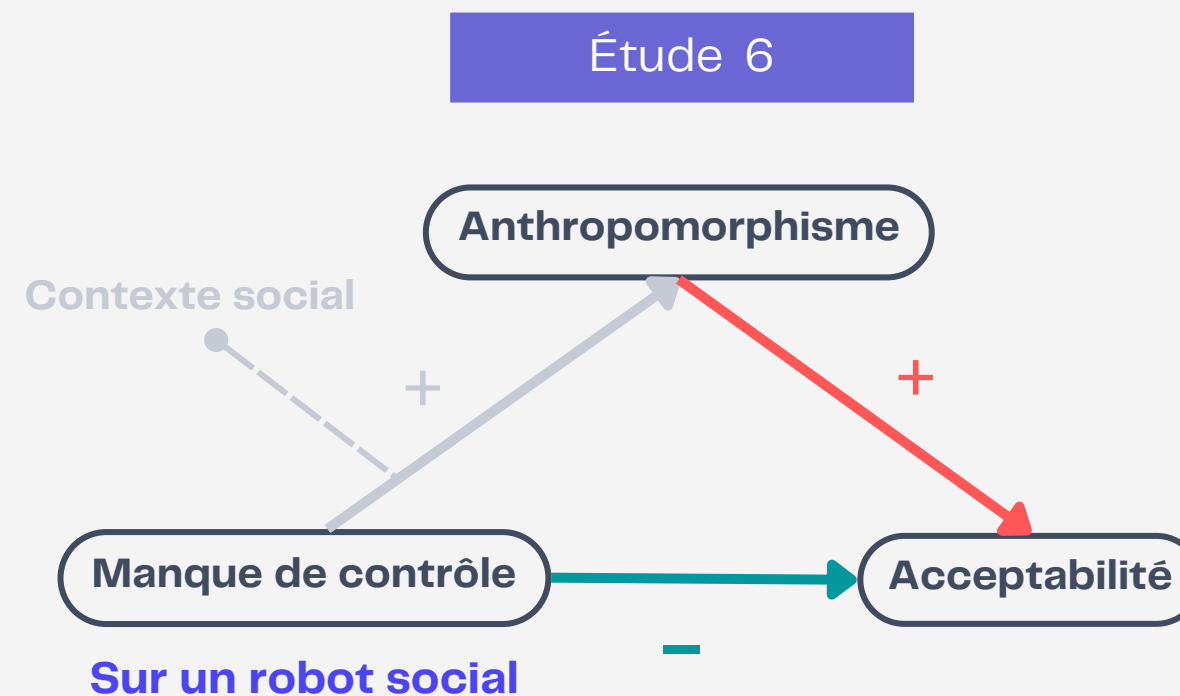 Étude 6
Anthropomorphisme
Contexte social
+
+
Manque de contrôle
Acceptabilité
-
Sur un robot social